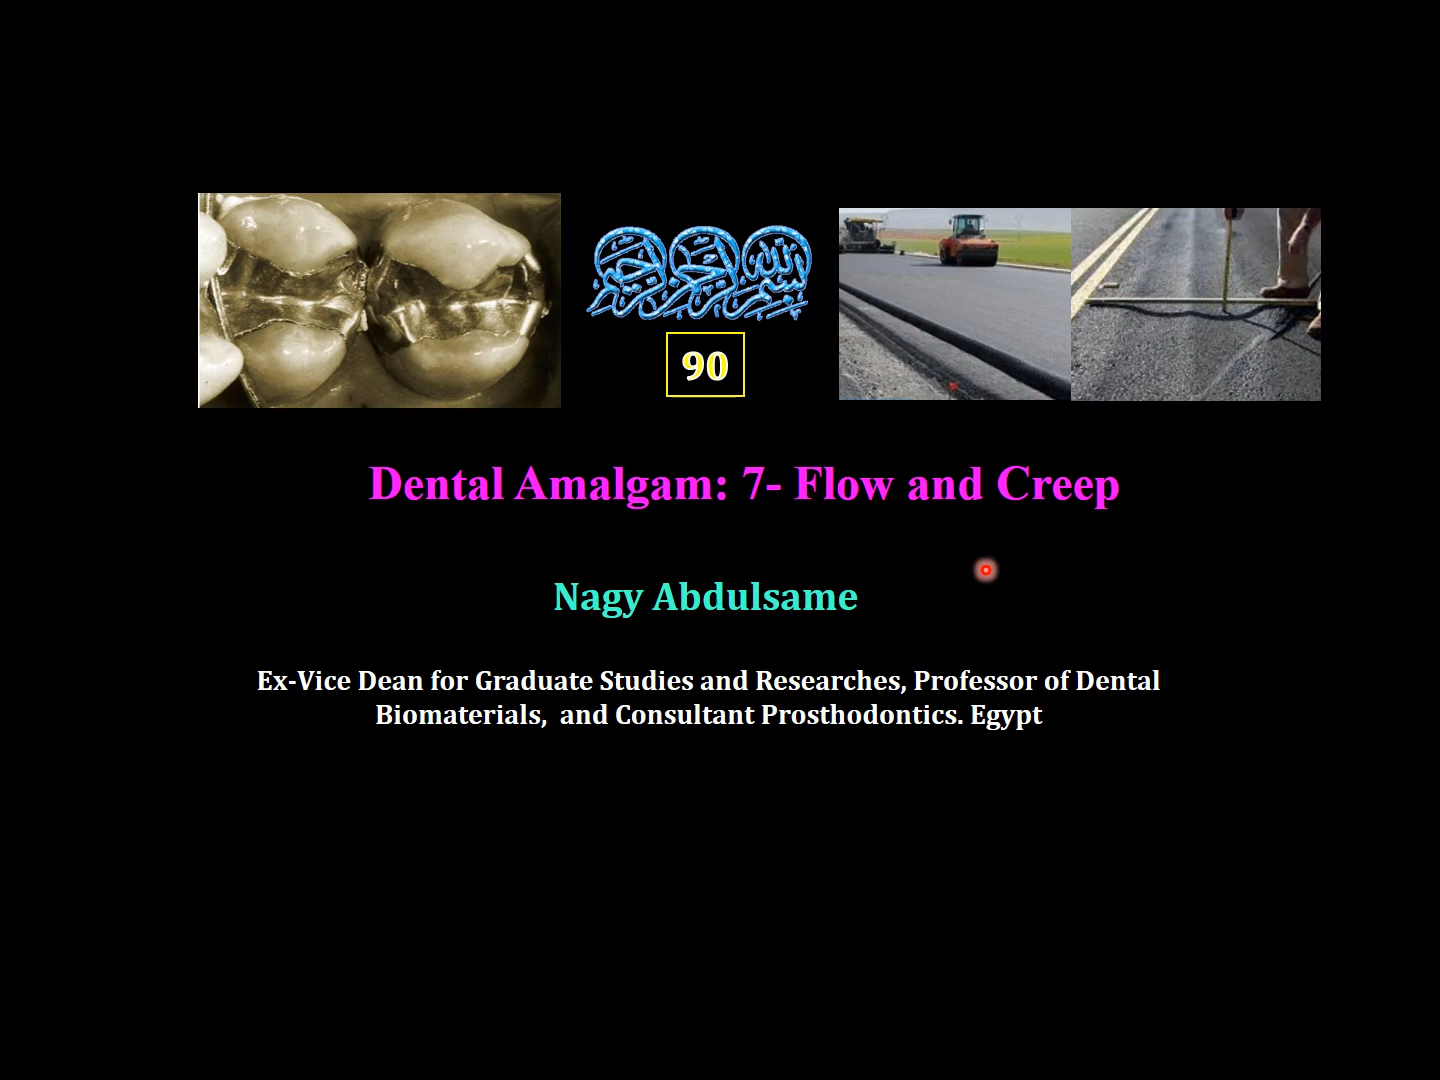 بسم الله الرحمن الرحيم
90
Dental Amalgam: 7- Flow and Creep
Nagy Abdulsame
Ex-Vice Dean for Graduate Studies and Researches, Professor of Dental
Biomaterials, and Consultant Prosthodontics. Egypt